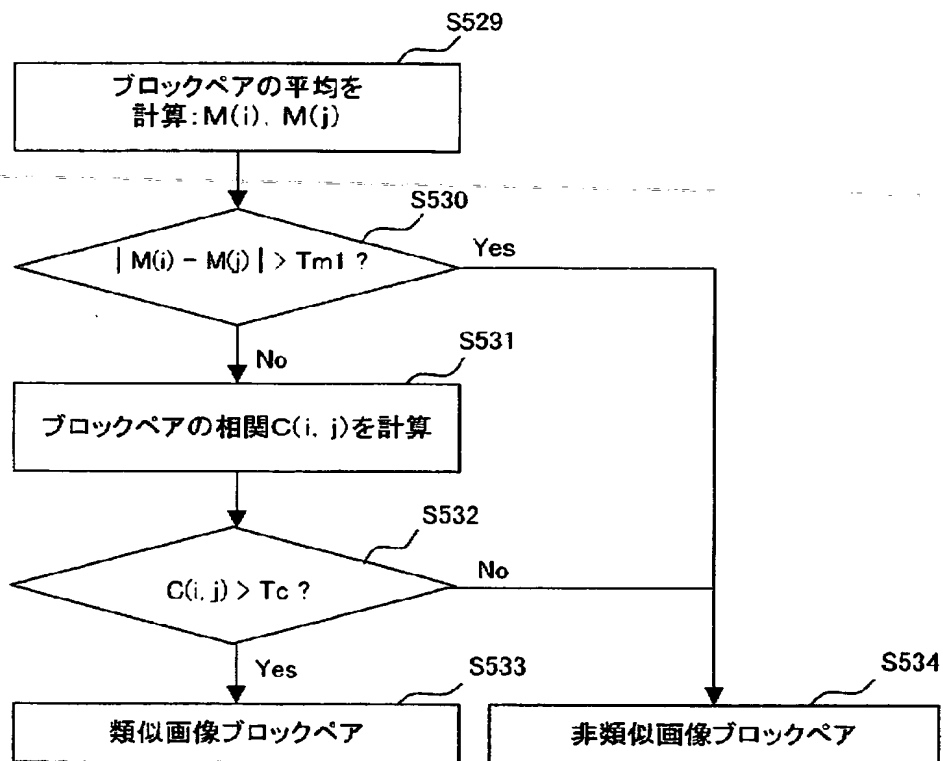 S529
ブロックペアの平均を
計算:M(i), M(j)
S530
| M(i) - M(j) | > Tm1 ?
Yes
No
S531
ブロックペアの相関C(i, j)を計算
S532
C(i, j) > Tc ?
No
Yes
S533
類似画像ブロックペア
S534
非類似画像ブロックペア